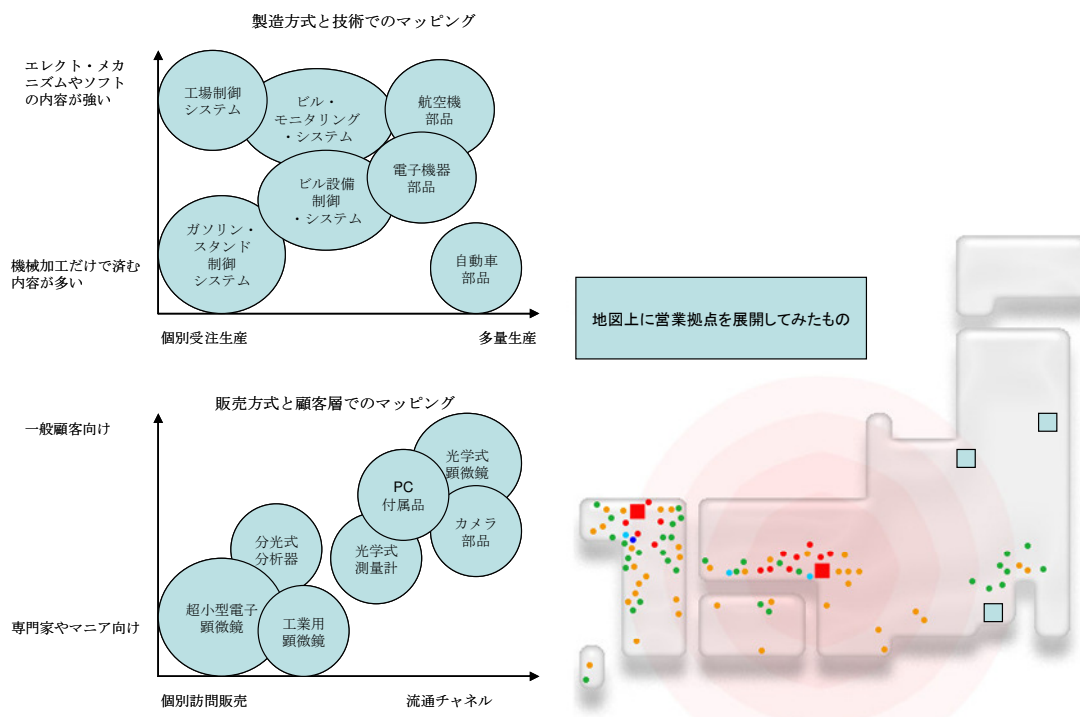 製造方式と技術でのマッピング
エレクト・メカ
ニズムやソフト
の内容が強い
工場制御
システム
ビル・
モニタリング
・システム
航空機
部品
電子機器
部品
ビル設備
制御
・システム
ガソリン・
スタンド
制御
システム
自動車
部品
機械加工だけで済む
内容が多い
個別受注生産
多量生産
地図上に営業拠点を展開してみたもの
販売方式と顧客層でのマッピング
一般顧客向け
光学式
顕微鏡
PC
付属品
カメラ
部品
分光式
分析器
光学式
測量計
超小型電子
顕微鏡
工業用
顕微鏡
専門家やマニア向け
個別訪問販売
流通チャネル